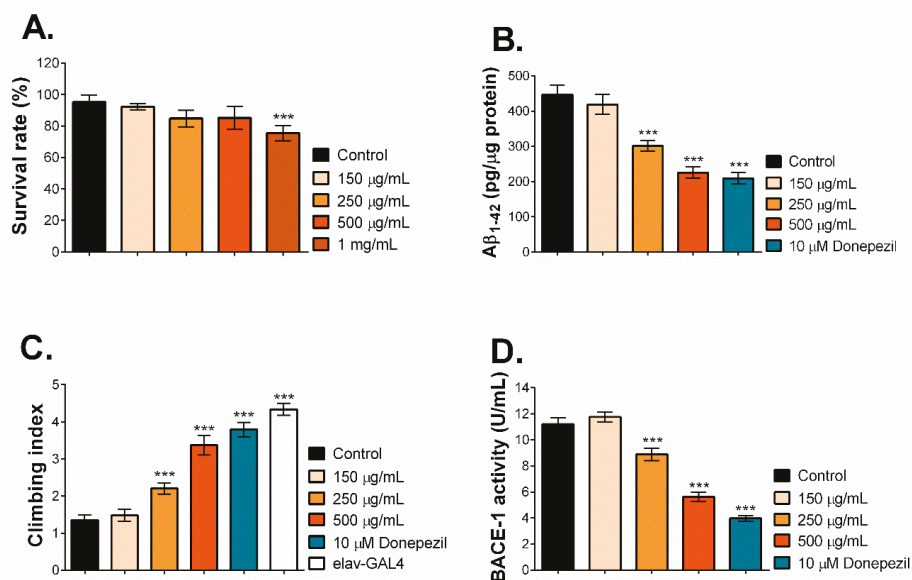 A.
Survival rate (%)
120
100
80
60
40
20
0
***
Control
150 µg/mL
250 µg/mL
500 µg/mL
1 mg/mL
B.
Aβ1-42 (pg/µg protein)
500
400
300
200
100
0
***
***
***
Control
150 µg/mL
250 µg/mL
500 µg/mL
10 µM Donepezil
C.
Climbing index
5
4
3
2
1
0
***
***
***
***
Control
150 µg/mL
250 µg/mL
500 µg/mL
10 µM Donepezil
elav-GAL4
D.
BACE-1 activity (U/mL)
14
12
10
8
6
4
2
0
***
***
***
Control
150 µg/mL
250 µg/mL
500 µg/mL
10 µM Donepezil